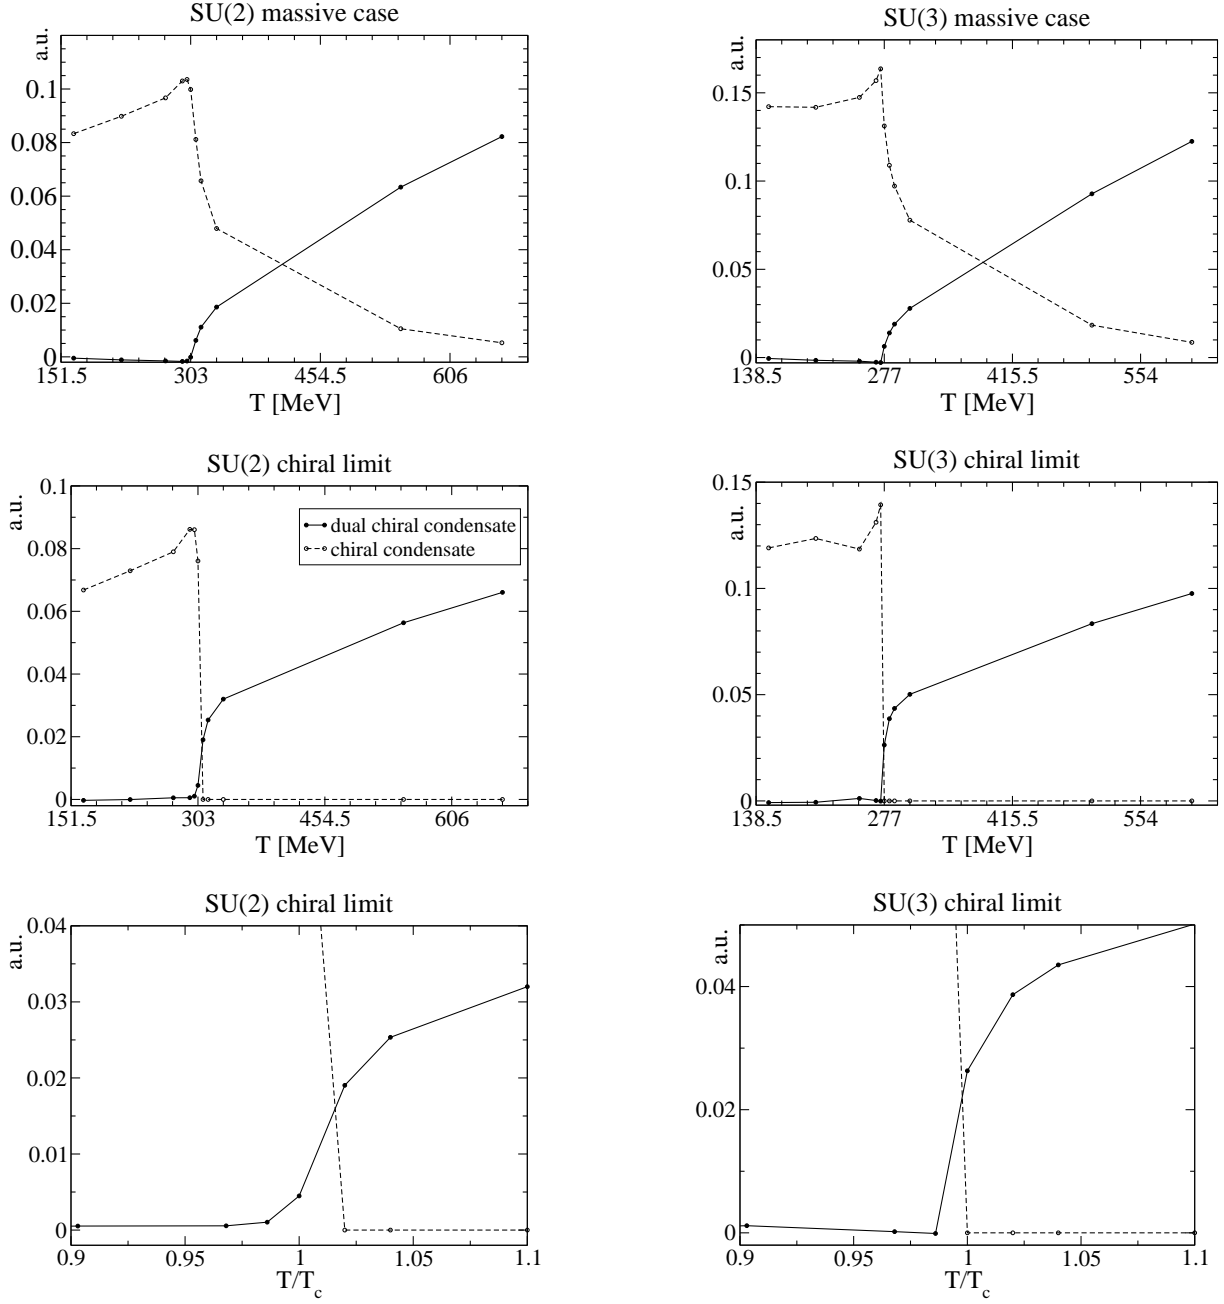 SU(2) massive case
a.u.
0.1
0.08
0.06
0.04
0.02
0
151.5 303 454.5 606
T [MeV]
SU(3) massive case
a.u.
0.15
0.1
0.05
0
138.5 277 415.5 554
T [MeV]
SU(2) chiral limit
a.u.
0.1
0.08
0.06
0.04
0.02
0
dual chiral condensate
chiral condensate
151.5 303 454.5 606
T [MeV]
SU(3) chiral limit
a.u.
0.15
0.1
0.05
0
138.5 277 415.5 554
T [MeV]
SU(2) chiral limit
a.u.
0.04
0.03
0.02
0.01
0
0.9 0.95 1 1.05 1.1
T/T_c
SU(3) chiral limit
a.u.
0.04
0.02
0
0.9 0.95 1 1.05 1.1
T/T_c